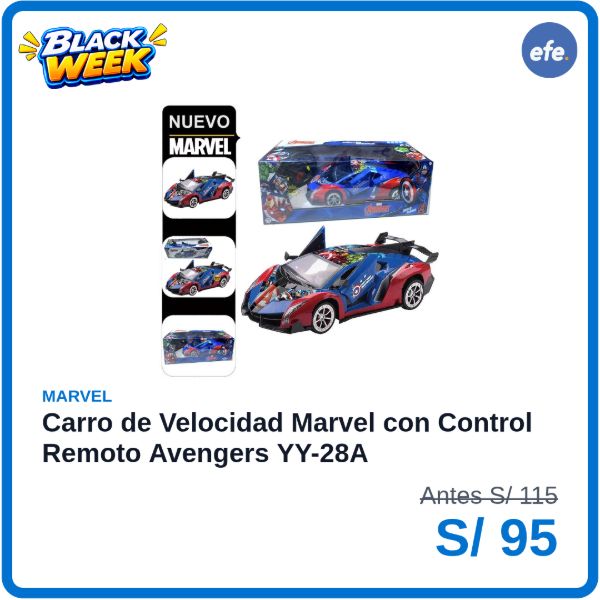 BLACK
WEEK
efe.
NUEVO
MARVEL
MARVEL
Carro de Velocidad Marvel con Control
Remoto Avengers YY-28A
Antes S/ 115
S/ 95